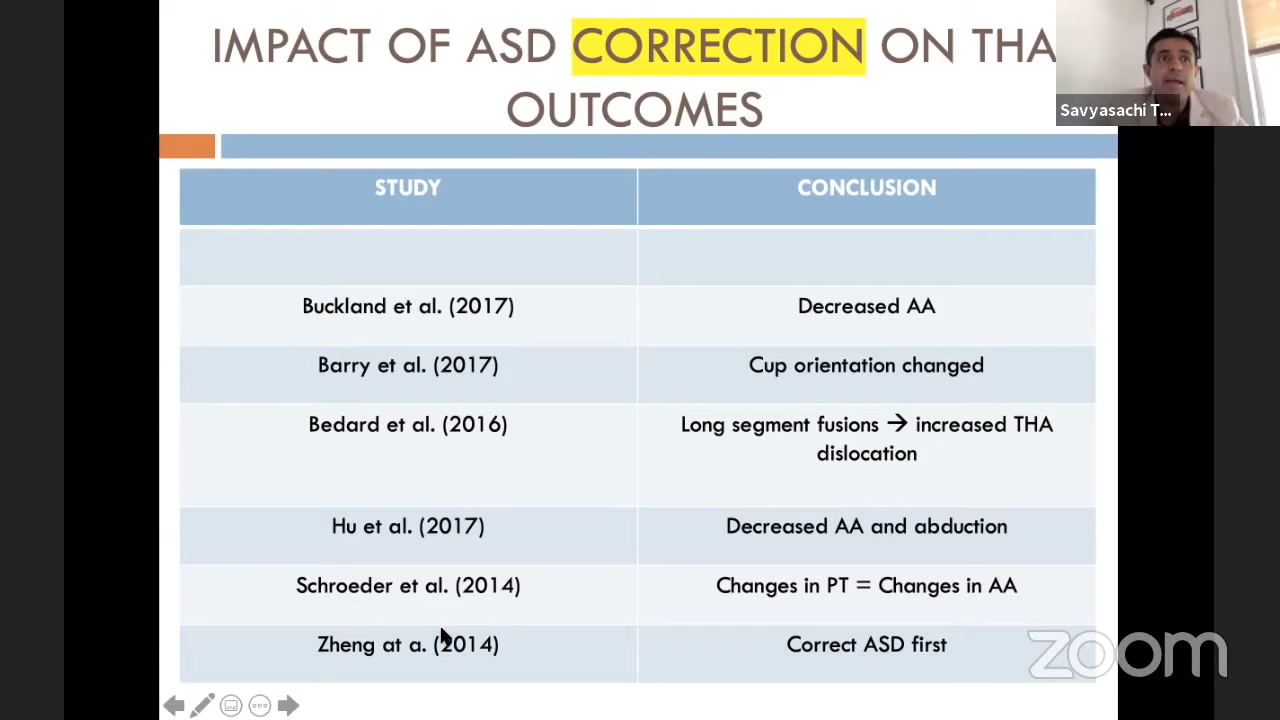 IMPACT OF ASD CORRECTION ON THA
OUTCOMES
Savyasachi T...
STUDY CONCLUSION
Buckland et al. (2017) Decreased AA
Barry et al. (2017) Cup orientation changed
Bedard et al. (2016) Long segment fusions → increased THA
dislocation
Hu et al. (2017) Decreased AA and abduction
Schroeder et al. (2014) Changes in PT = Changes in AA
Zheng at a. (2014) Correct ASD first
zoom